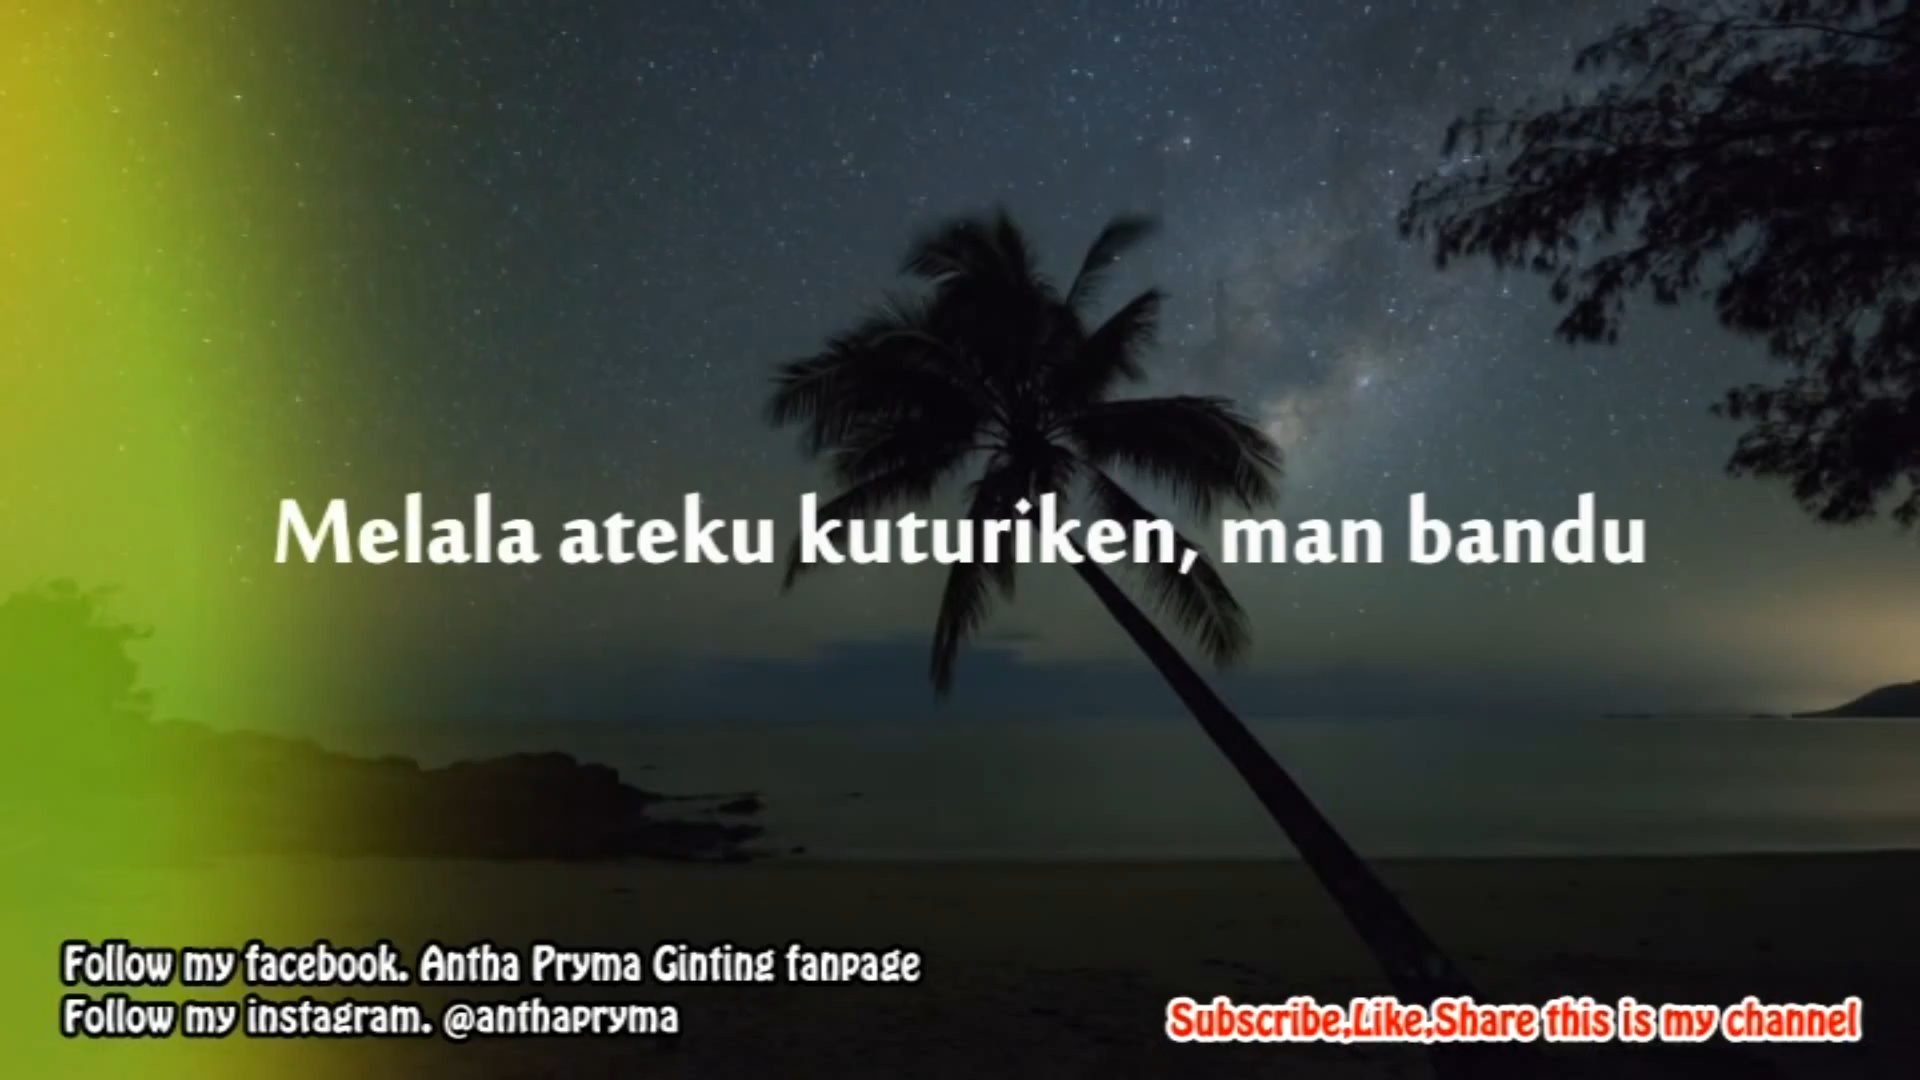 Melala ateku kuturiken, man bandu
Follow my facebook. Antha Pryma Ginting fanpage
Follow my instagram. @anthapryma
Subscribe,Like,Share this is my channel